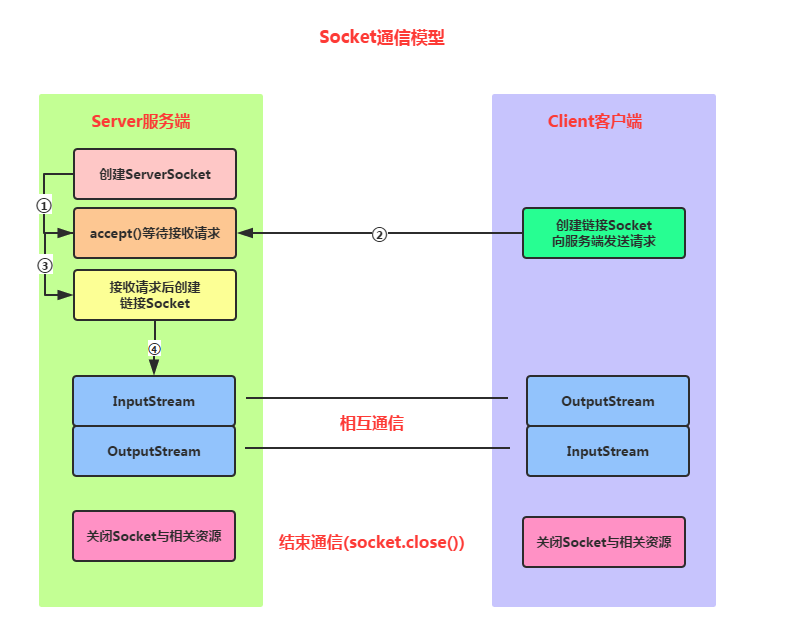 Socket通信模型
Server服务端
Client客户端
创建ServerSocket
①
accept()等待接收请求
②
创建链接Socket
向服务端发送请求
③
接收请求后创建
链接Socket
④
InputStream
OutputStream
相互通信
OutputStream
InputStream
关闭Socket与相关资源
结束通信(socket.close())
关闭Socket与相关资源